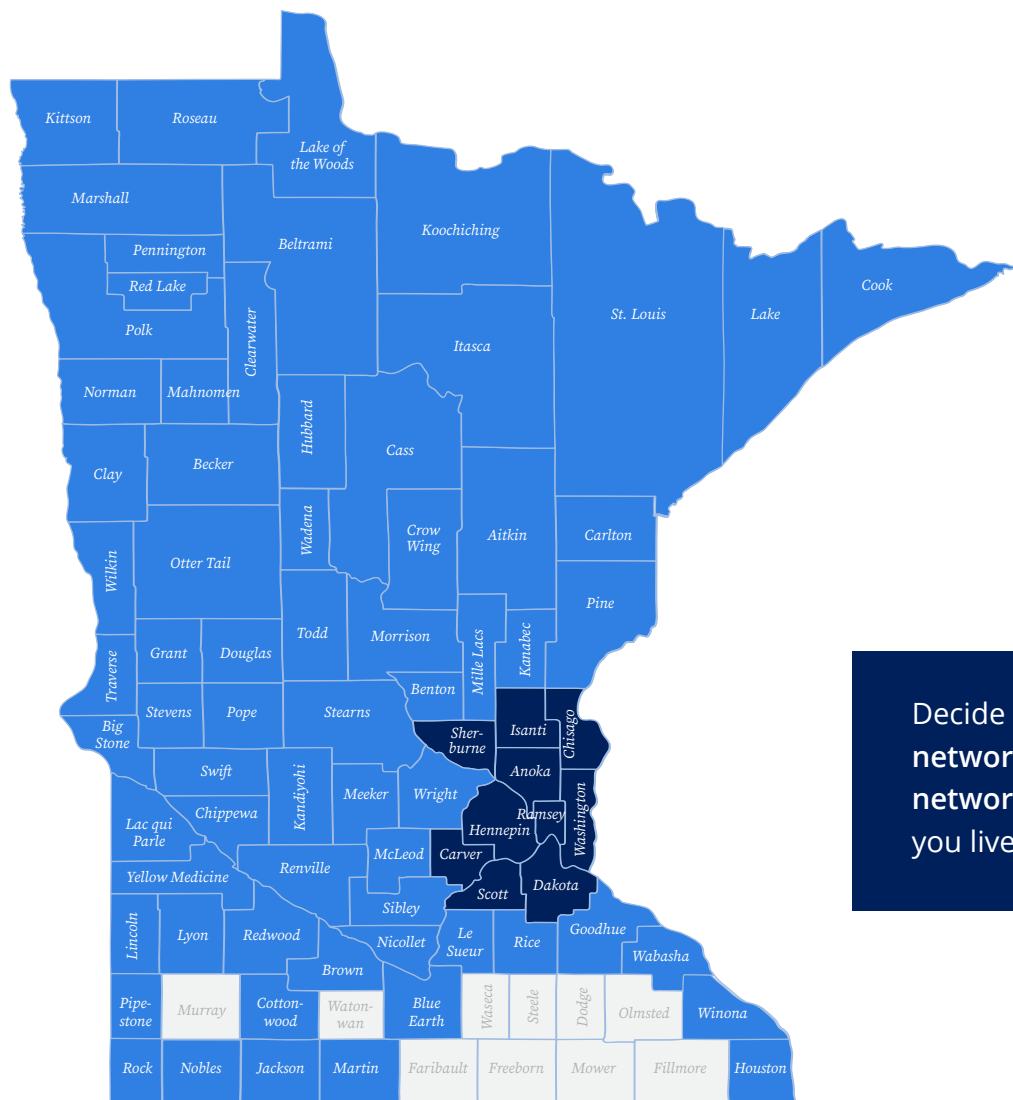 Kittson
Roseau
Lake of
the Woods
Marshall
Koochiching
Pennington
Beltrami
Red Lake
Cook
Polk
Clearwater
St. Louis
Lake
Itasca
Norman
Mahnomen
Hubbard
Cass
Clay
Becker
Wadena
Crow
Wing
Aitkin
Carlton
Wilkin
Otter Tail
Pine
Todd
Morrison
Mille Lacs
Kanabec
Grant
Douglas
Traverse
Benton
Stevens
Pope
Stearns
Big
Stone
Sher-
burne
Isanti
Chisago
Decide
networ
networ
you live
Swift
Kandiyohi
Meeker
Wright
Anoka
Chippewa
Ramsey
Washington
Lac qui
Parle
Hennepin
McLeod
Carver
Renville
Yellow Medicine
Scott
Dakota
Sibley
Lincoln
Lyon
Redwood
Nicollet
Le
Sueur
Rice
Goodhue
Wabasha
Brown
Pipe-
stone
Murray
Cotton-
wood
Waton-
wan
Blue
Earth
Waseca
Steele
Dodge
Olmsted
Winona
Rock
Nobles
Jackson
Martin
Faribault
Freeborn
Mower
Fillmore
Houston